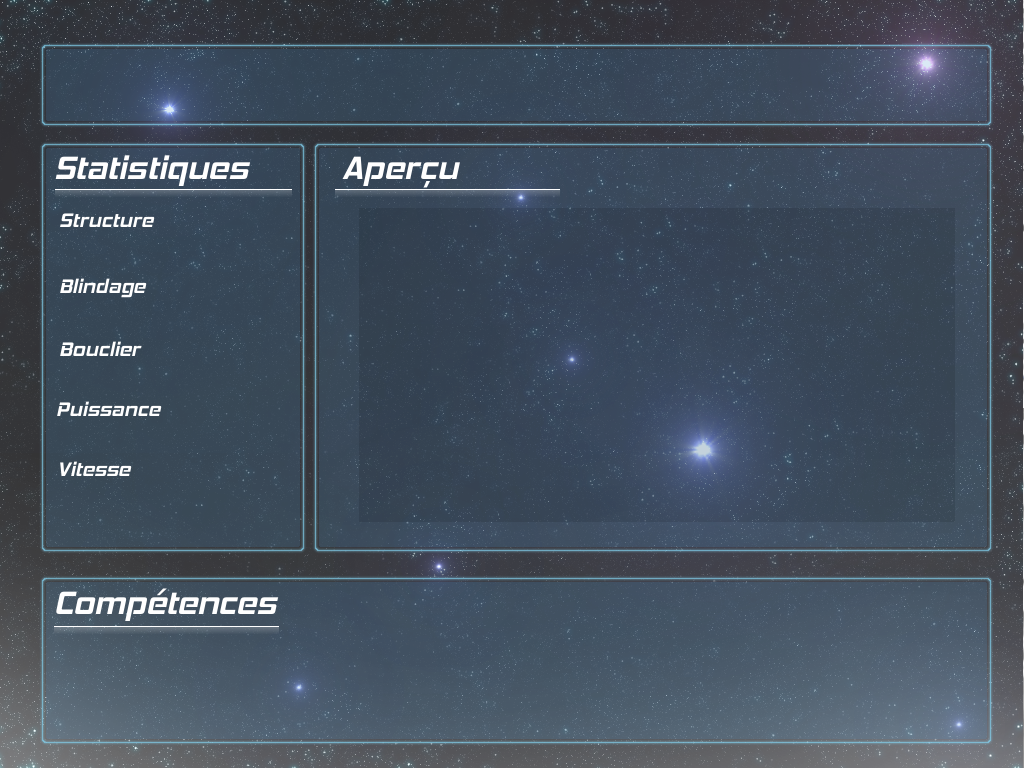 Statistiques
Structure
Blindage
Bouclier
Puissance
Vitesse
Aperçu
Compétences